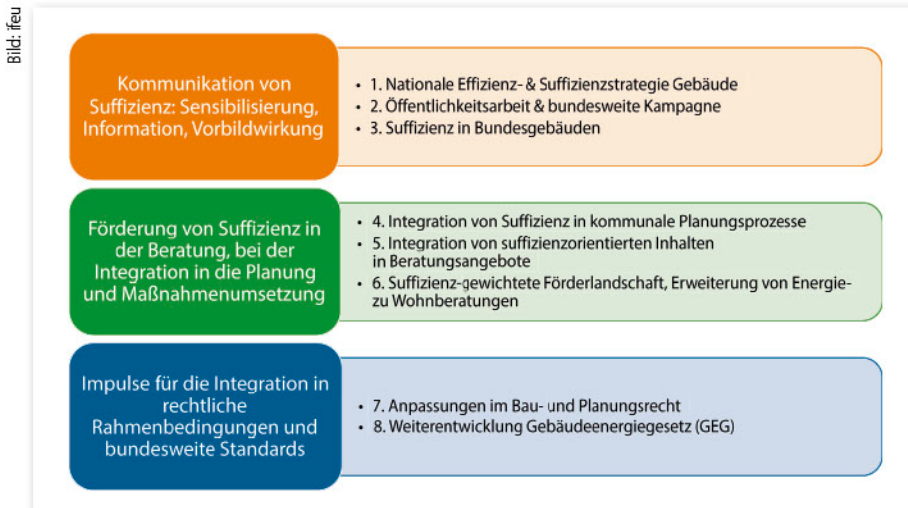 Bild: ifeu
Kommunikation von
Suffizienz: Sensibilisierung,
Information, Vorbildwirkung
• 1. Nationale Effizienz- & Suffizienzstrategie Gebäude
• 2. Öffentlichkeitsarbeit & bundesweite Kampagne
• 3. Suffizienz in Bundesgebäuden
Förderung von Suffizienz in
der Beratung, bei der
Integration in die Planung
und Maßnahmenumsetzung
• 4. Integration von Suffizienz in kommunale Planungsprozesse
• 5. Integration von suffizienzorientierten Inhalten
in Beratungsangebote
• 6. Suffizienz-gewichtete Förderlandschaft, Erweiterung von Energie-
zu Wohnberatungen
Impulse für die Integration in
rechtliche
Rahmenbedingungen und
bundesweite Standards
• 7. Anpassungen im Bau- und Planungsrecht
• 8. Weiterentwicklung Gebäudeenergiegesetz (GEG)